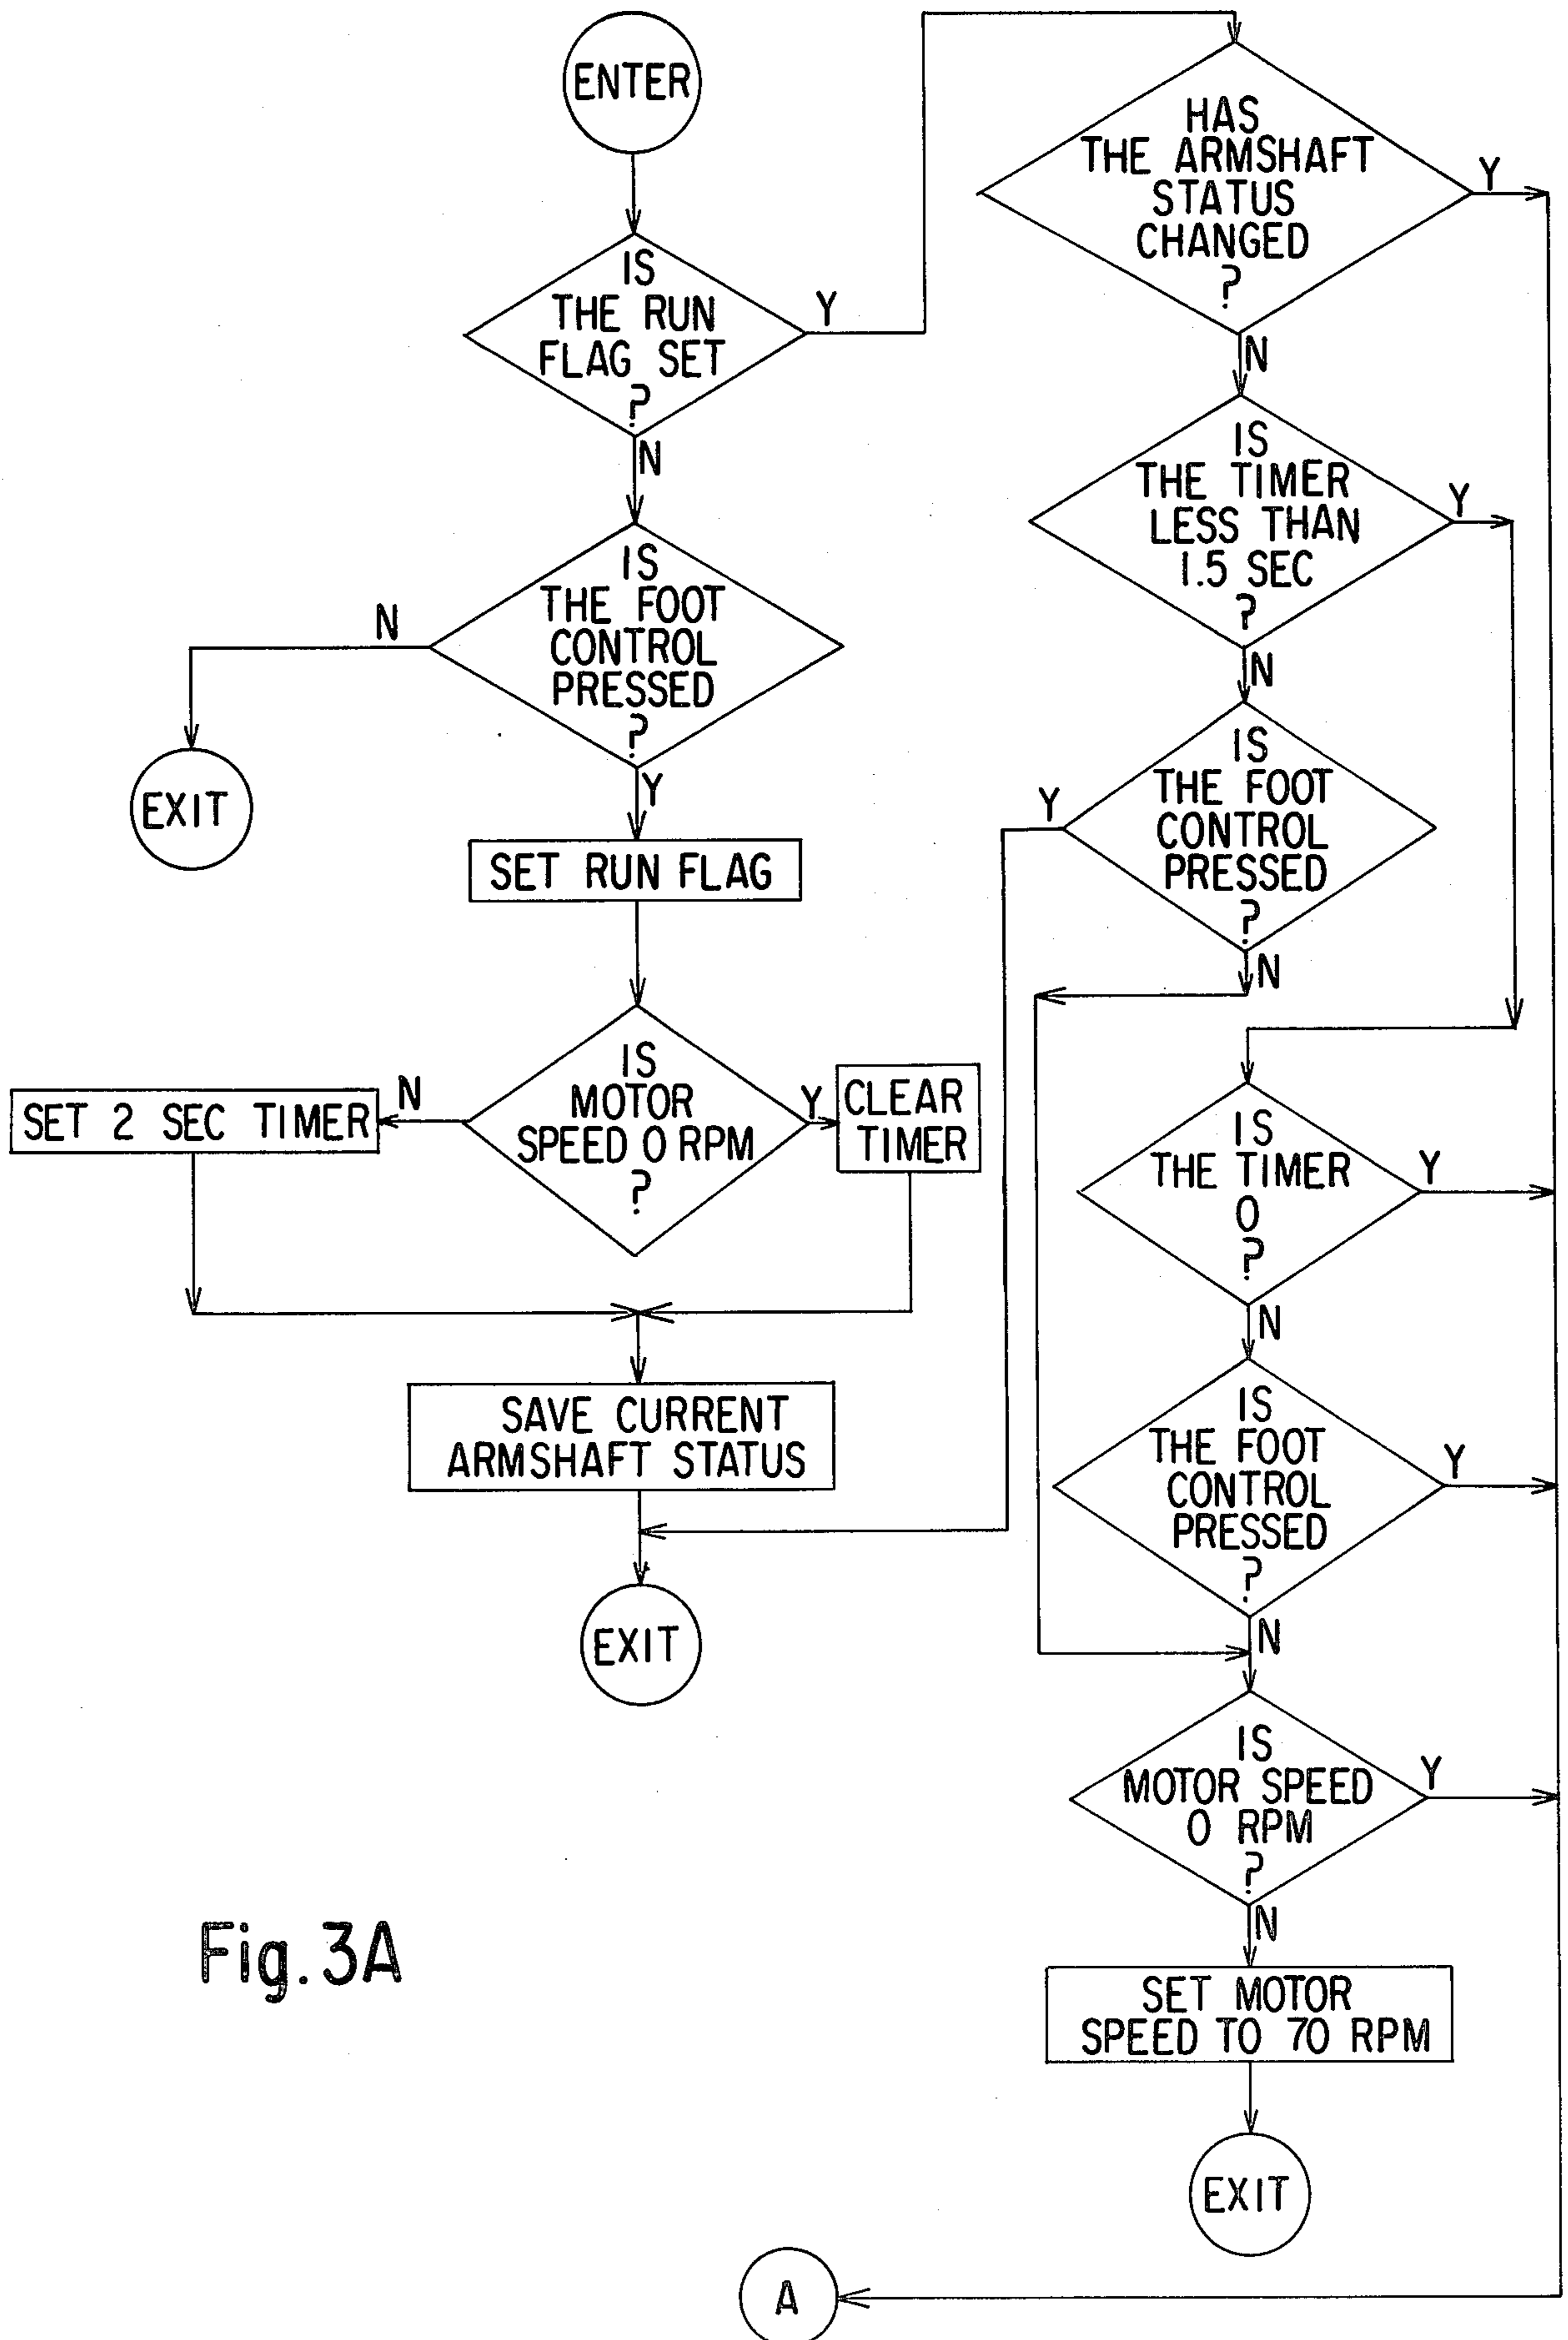 ENTER
IS
THE RUN
FLAG SET
?
Y
N
IS
THE FOOT
CONTROL
PRESSED
?
N
EXIT
Y
SET RUN FLAG
IS
MOTOR
SPEED 0 RPM
?
N
SET 2 SEC TIMER
Y
CLEAR
TIMER
SAVE CURRENT
ARMSHAFT STATUS
EXIT
HAS
THE ARMSHAFT
STATUS
CHANGED
?
Y
N
IS
THE TIMER
LESS THAN
1.5 SEC
?
Y
N
IS
THE FOOT
CONTROL
PRESSED
?
Y
N
IS
THE TIMER
0
?
Y
N
IS
THE FOOT
CONTROL
PRESSED
?
Y
N
IS
MOTOR SPEED
0 RPM
?
Y
N
SET MOTOR
SPEED TO 70 RPM
EXIT
A
Fig. 3A